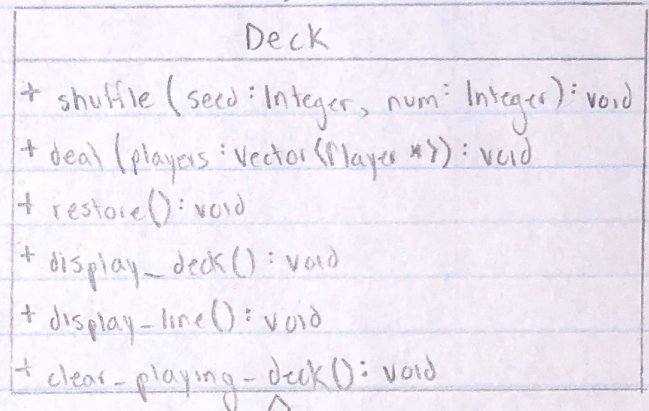 Deck
+ shuffle (seed: Integer, num: Integer): void
+ deal (players: Vector<Player *>): void
+ restore(): void
+ display_deck(): void
+ display_line(): void
+ clear_playing_deck(): void